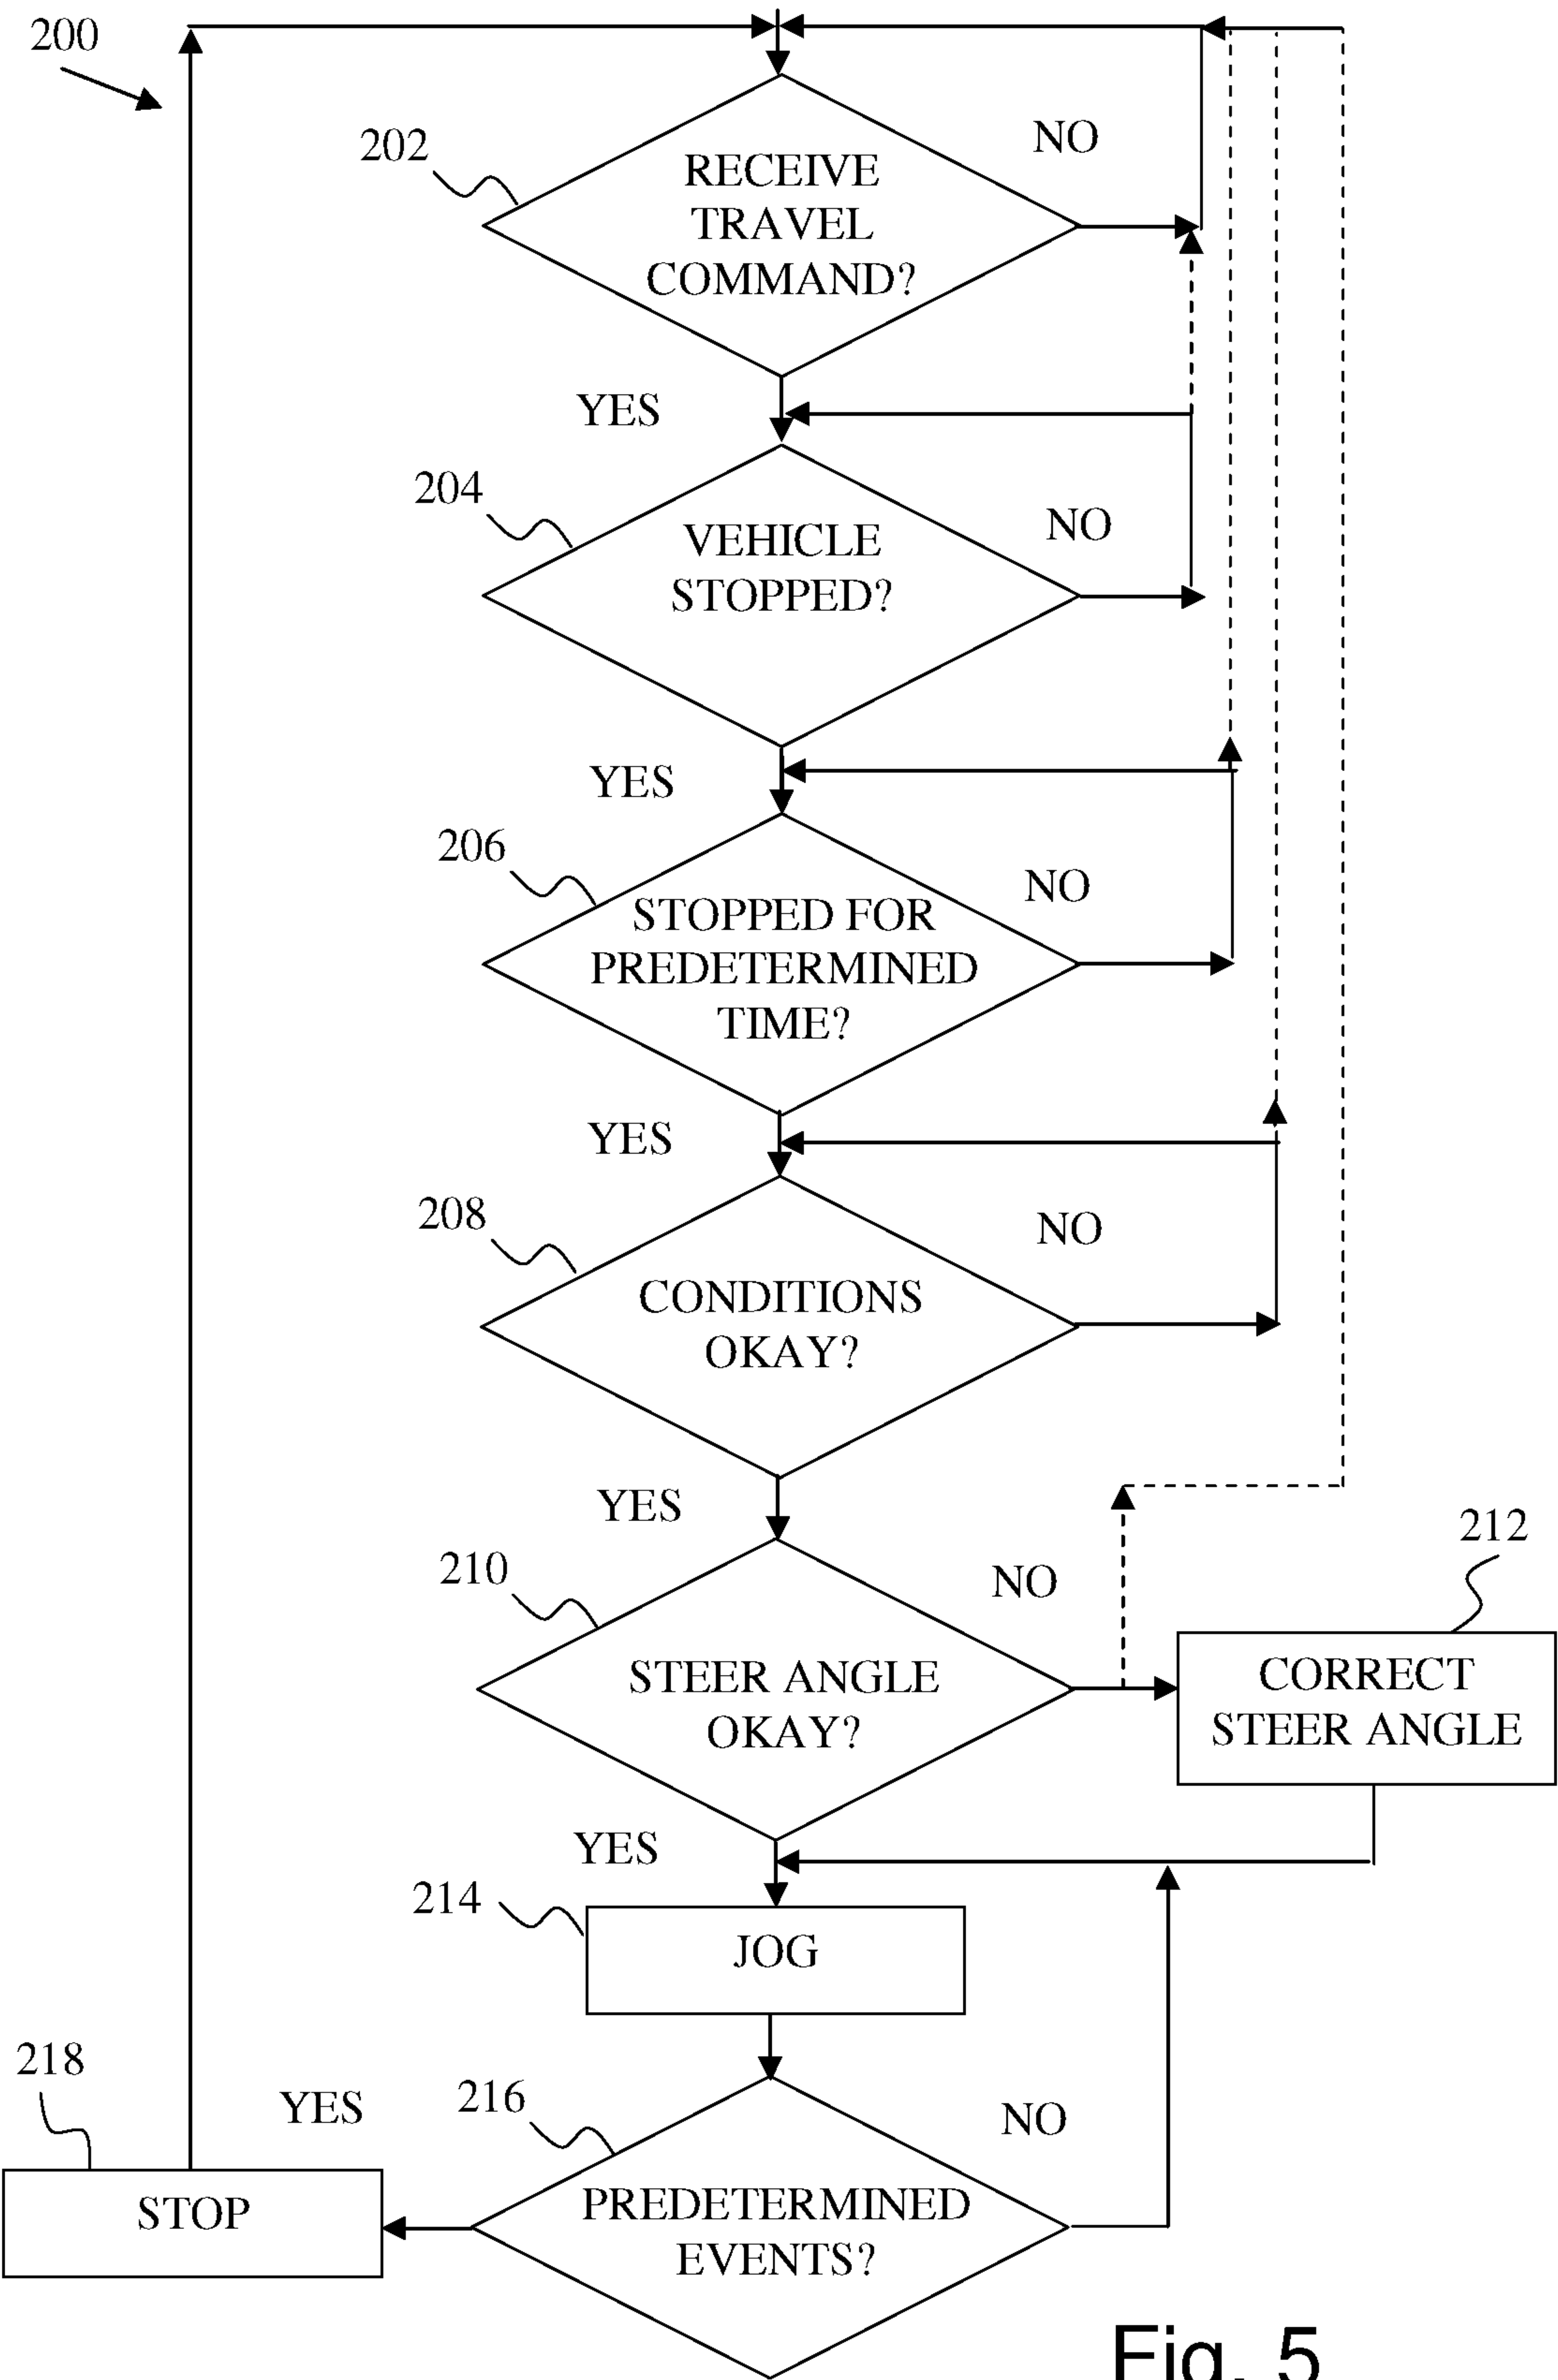 200
202
RECEIVE
TRAVEL
COMMAND?
NO
YES
204
VEHICLE
STOPPED?
NO
YES
206
STOPPED FOR
PREDETERMINED
TIME?
NO
YES
208
CONDITIONS
OKAY?
NO
YES
210
STEER ANGLE
OKAY?
NO
212
CORRECT
STEER ANGLE
YES
214
JOG
216
PREDETERMINED
EVENTS?
NO
YES
218
STOP
Fig. 5